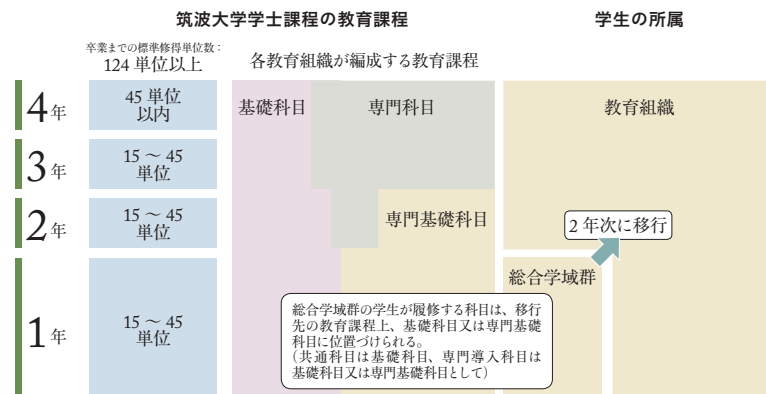 筑波大学学士課程の教育課程
学生の所属
卒業までの標準修得単位数：
124 単位以上
各教育組織が編成する教育課程
4年
45 単位
以内
基礎科目
専門科目
教育組織
3年
15 ～ 45
単位
2年
15 ～ 45
単位
専門基礎科目
2 年次に移行
総合学域群
1年
15 ～ 45
単位
総合学域群の学生が履修する科目は、移行
先の教育課程上、基礎科目又は専門基礎
科目に位置づけられる。
（共通科目は基礎科目、専門導入科目は
基礎科目又は専門基礎科目として）